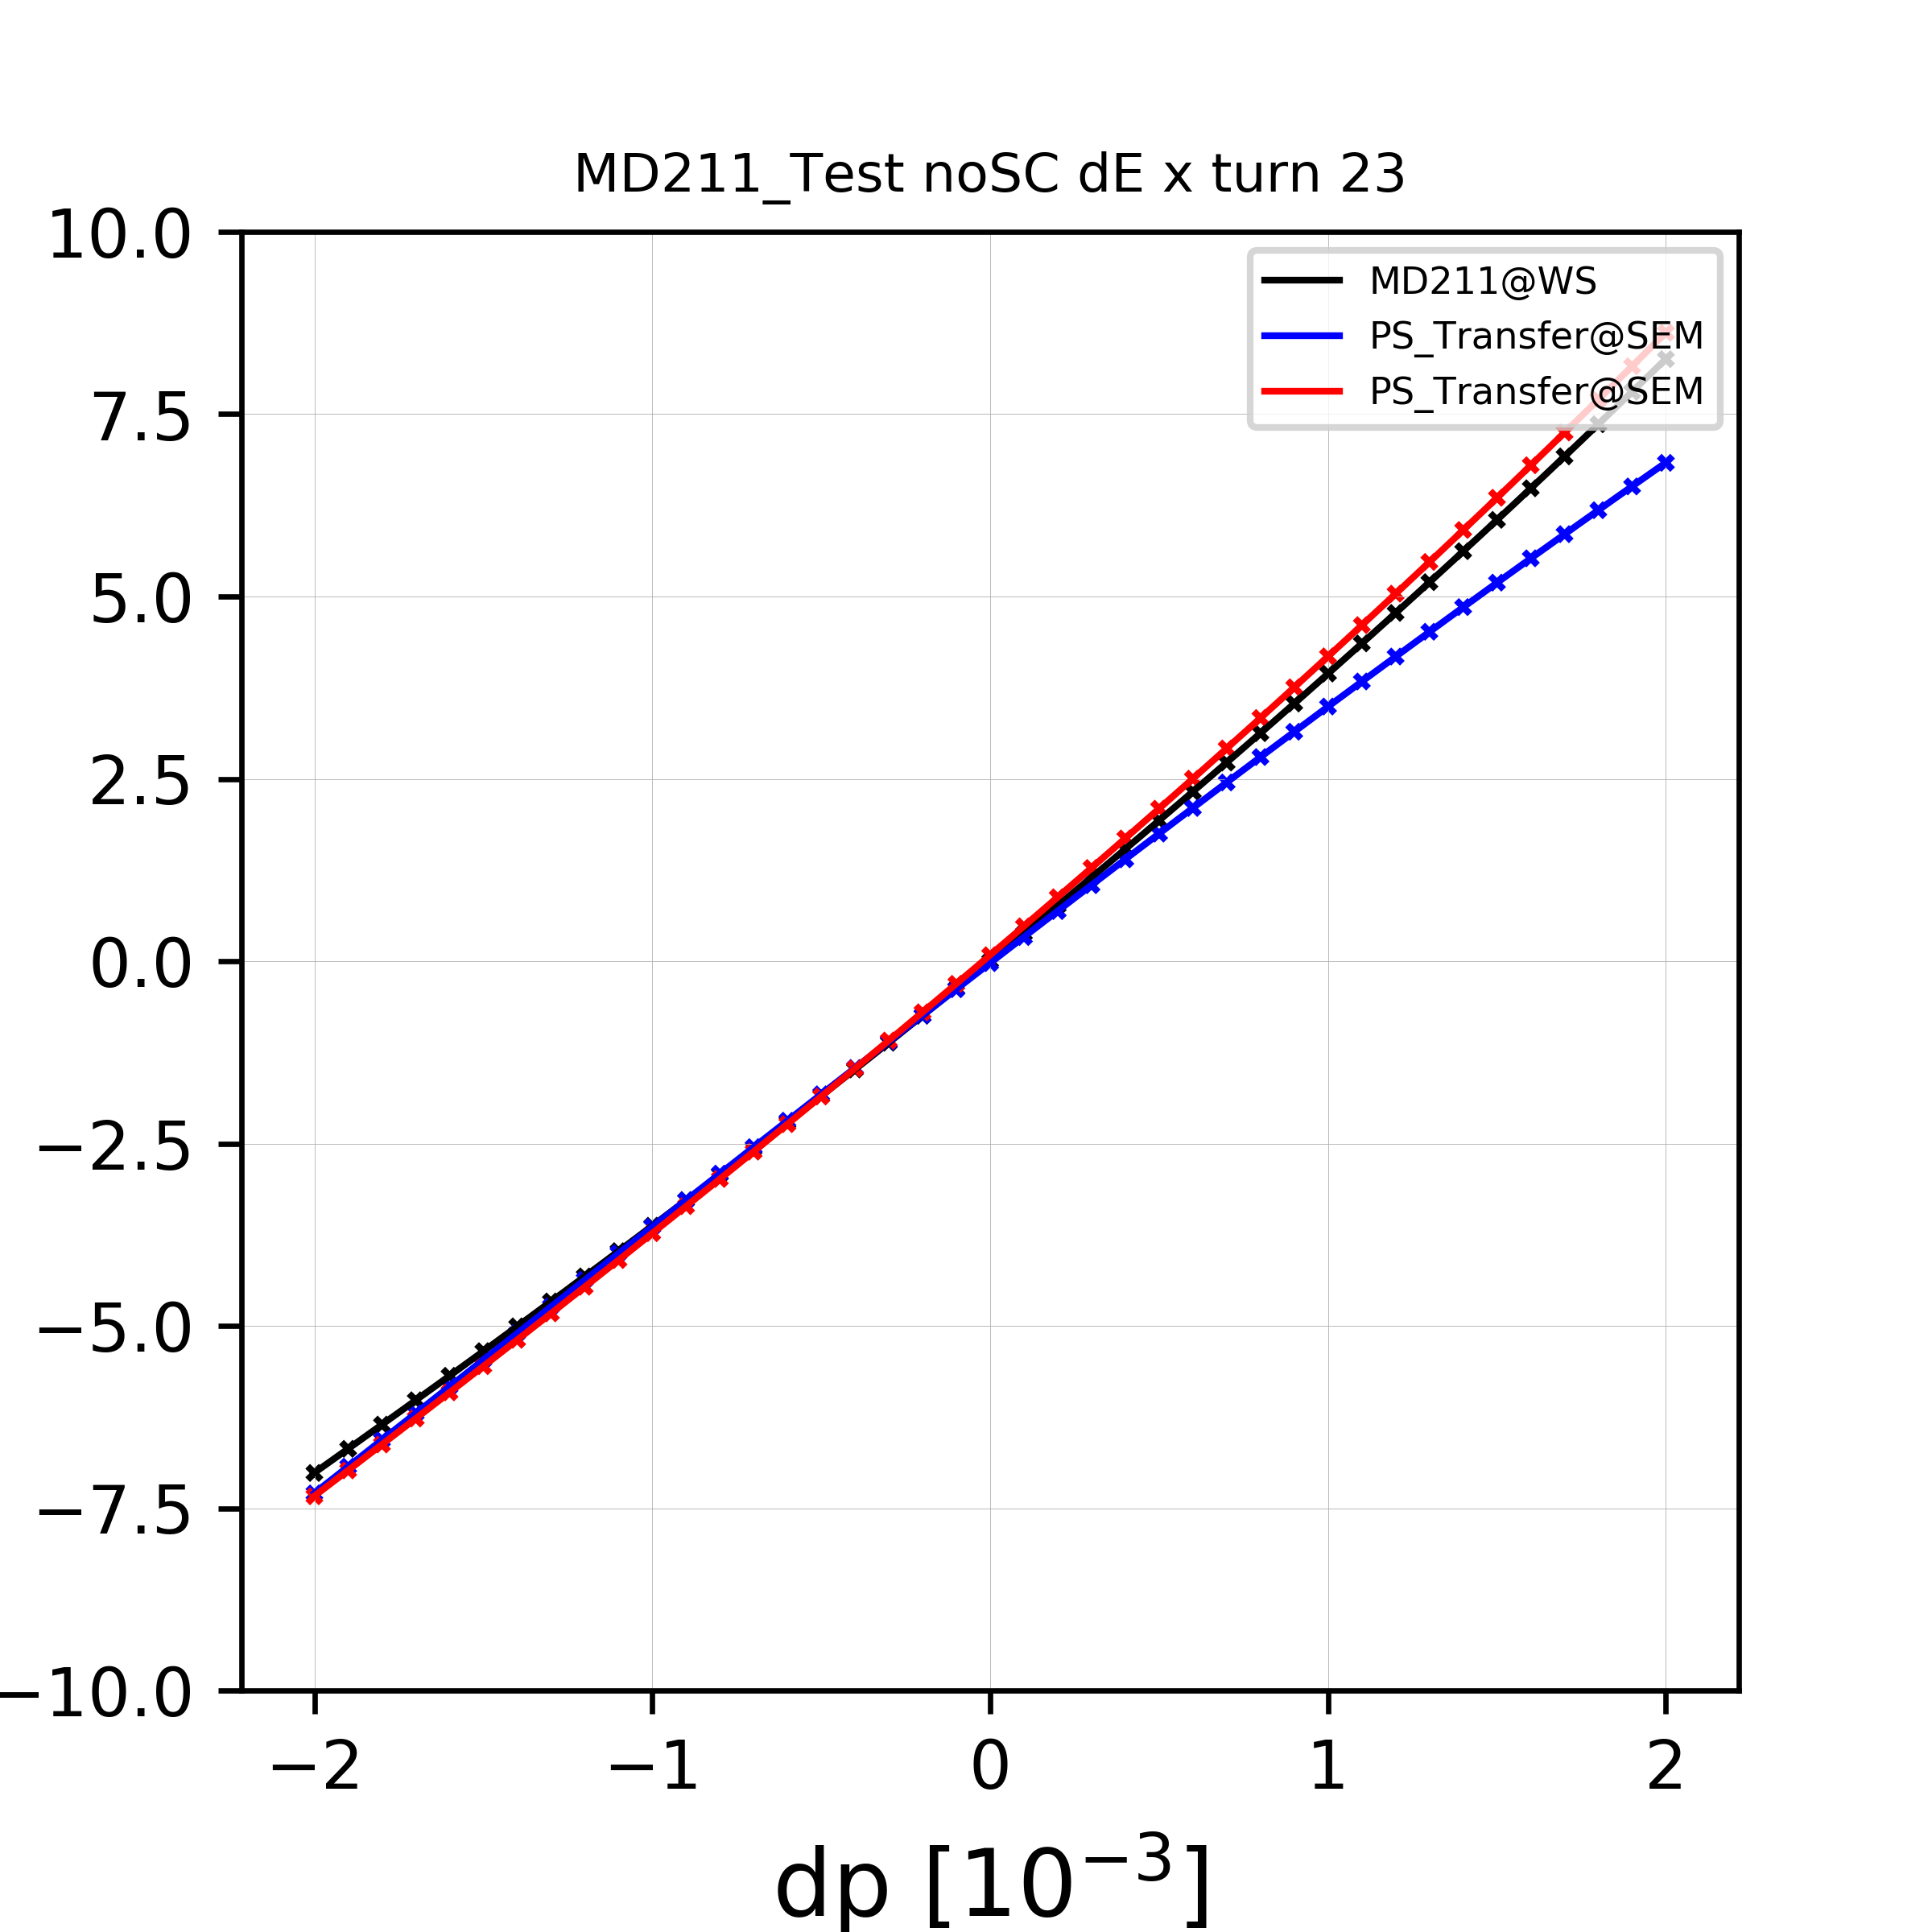 MD211_Test noSC dE x turn 23
10.0
7.5
5.0
2.5
0.0
−2.5
−5.0
−7.5
−10.0
MD211@WS
PS_Transfer@SEM
PS_Transfer@SEM
−2 −1 0 1 2
dp [10⁻³]